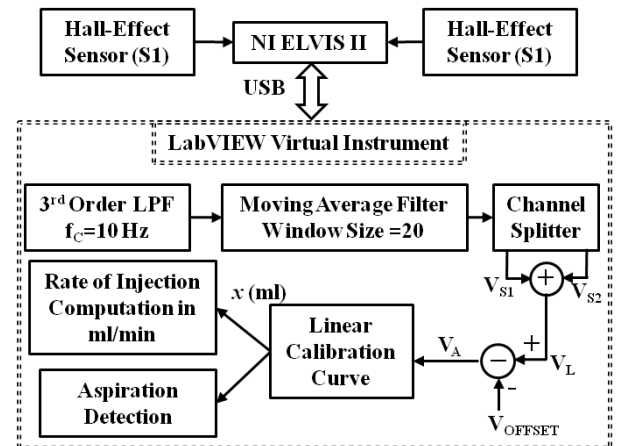 Hall-Effect
Sensor (S1)
NI ELVIS II
Hall-Effect
Sensor (S1)
USB
LabVIEW Virtual Instrument
3rd Order LPF
fC=10 Hz
Moving Average Filter
Window Size =20
Channel
Splitter
VS1
+
VS2
Rate of Injection
Computation in
ml/min
x (ml)
Linear
Calibration
Curve
VA
−
+
VL
-
VOFFSET
Aspiration
Detection